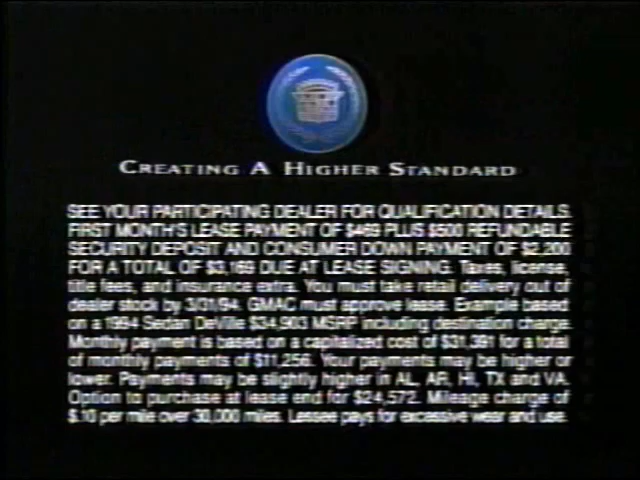 CREATING A HIGHER STANDARD
SEE YOUR PARTICIPATING DEALER FOR QUALIFICATION DETAILS.
FIRST MONTH'S LEASE PAYMENT OF $469 PLUS $500 REFUNDABLE
SECURITY DEPOSIT AND CONSUMER DOWN PAYMENT OF $2,200
FOR A TOTAL OF $3,169 DUE AT LEASE SIGNING. Taxes, license,
title fees, and insurance extra. You must take retail delivery out of
dealer stock by 3/31/94. GMAC must approve lease. Example based
on a 1994 Sedan DeVille $34,903 MSRP including destination charge.
Monthly payment is based on a capitalized cost of $31,391 for a total
of monthly payments of $11,256. Your payments may be higher or
lower. Payments may be slightly higher in AL, AR, HI, TX and VA.
Option to purchase at lease end for $24,572. Mileage charge of
$.10 per mile over 30,000 miles. Lessee pays for excessive wear and use.